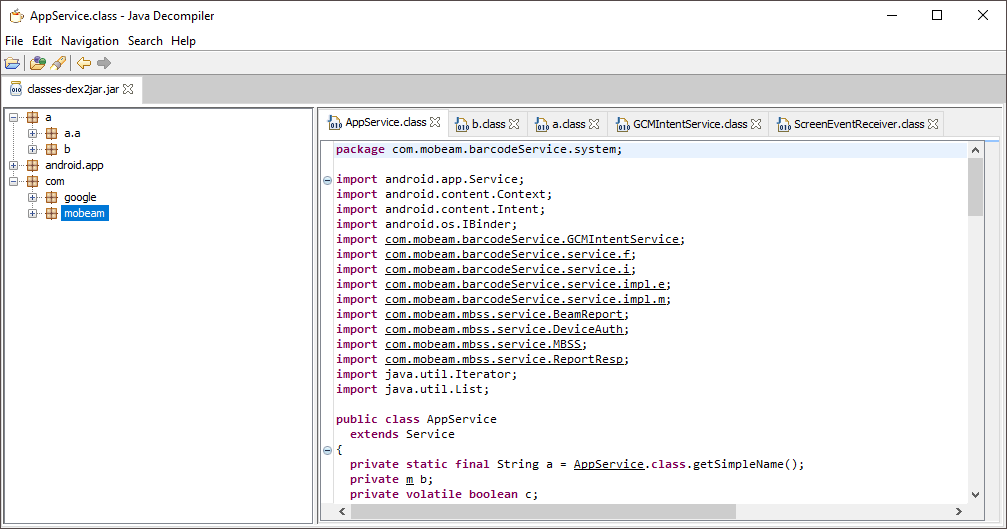 AppService.class - Java Decompiler
File Edit Navigation Search Help
classes-dex2jar.jar
a
a.a
b
android.app
com
google
mobeam
AppService.class b.class a.class GCMIntentService.class ScreenEventReceiver.class
package com.mobeam.barcodeService.system;
import android.app.Service;
import android.content.Context;
import android.content.Intent;
import android.os.IBinder;
import com.mobeam.barcodeService.GCMIntentService;
import com.mobeam.barcodeService.service.f;
import com.mobeam.barcodeService.service.i;
import com.mobeam.barcodeService.service.impl.e;
import com.mobeam.barcodeService.service.impl.m;
import com.mobeam.mbss.service.BeamReport;
import com.mobeam.mbss.service.DeviceAuth;
import com.mobeam.mbss.service.MBSS;
import com.mobeam.mbss.service.ReportResp;
import java.util.Iterator;
import java.util.List;
public class AppService
extends Service
{
private static final String a = AppService.class.getSimpleName();
private m b;
private volatile boolean c;